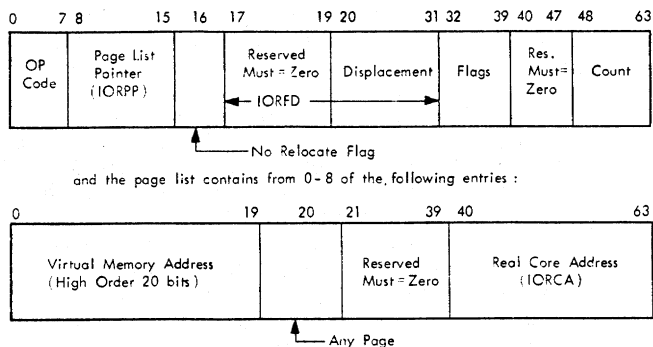 0 7 8 15 16 17 19 20 31 32 39 40 47 48 63
OP Code
Page List Pointer (IORPP)
Reserved Must = Zero
Displacement
IORFD
Flags
Res. Must= Zero
Count
No Relocate Flag
and the page list contains from 0-8 of the, following entries :
0 19 20 21 39 40 63
Virtual Memory Address
(High Order 20 bits)
Reserved
Must = Zero
Real Core Address
(IORCA)
Any Page